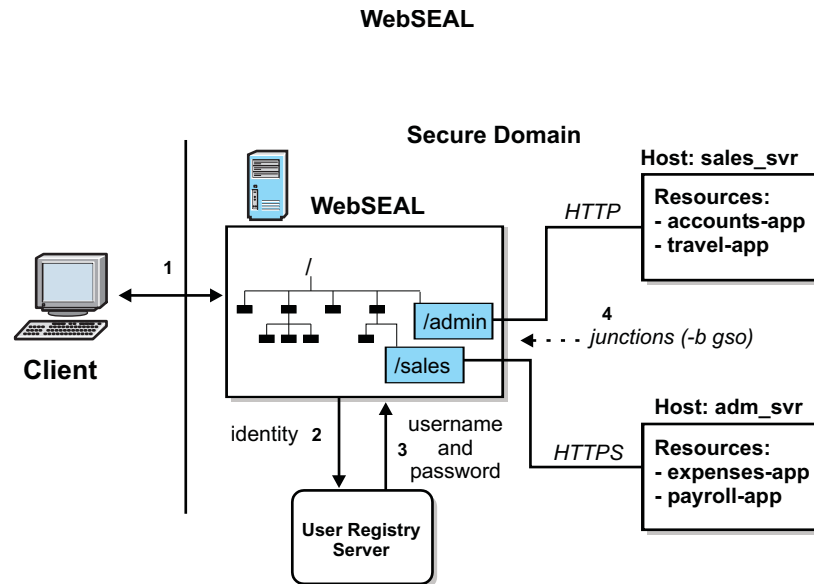 WebSEAL
Secure Domain
Host: sales_svr
WebSEAL
HTTP
Resources:
- accounts-app
- travel-app
1
/
/admin
4
junctions (-b gso)
/sales
Client
Host: adm_svr
identity 2
3
username
and
password
HTTPS
Resources:
- expenses-app
- payroll-app
User Registry
Server